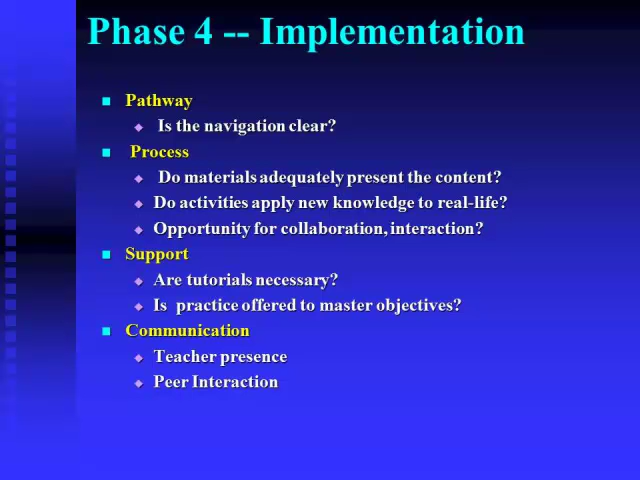 Phase 4 -- Implementation
Pathway
Is the navigation clear?
Process
Do materials adequately present the content?
Do activities apply new knowledge to real-life?
Opportunity for collaboration, interaction?
Support
Are tutorials necessary?
Is practice offered to master objectives?
Communication
Teacher presence
Peer Interaction